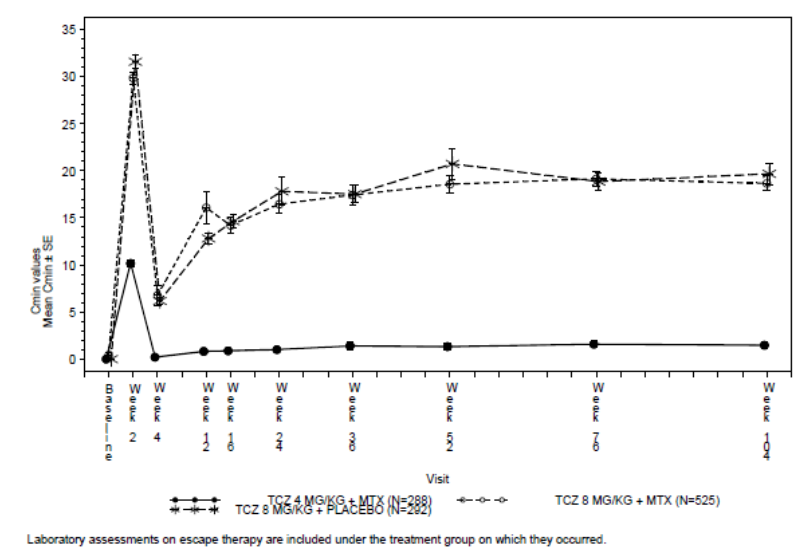 35
30
25
20
15
10
5
0
Cmin values
Mean Cmin ± SE
Baseline
Week 2
Week 4
Week 12
Week 16
Week 24
Week 36
Week 52
Week 76
Week 104
Visit
TCZ 4 MG/KG + MTX (N=288)
TCZ 8 MG/KG + MTX (N=525)
TCZ 8 MG/KG + PLACEBO (N=292)
Laboratory assessments on escape therapy are included under the treatment group on which they occurred.